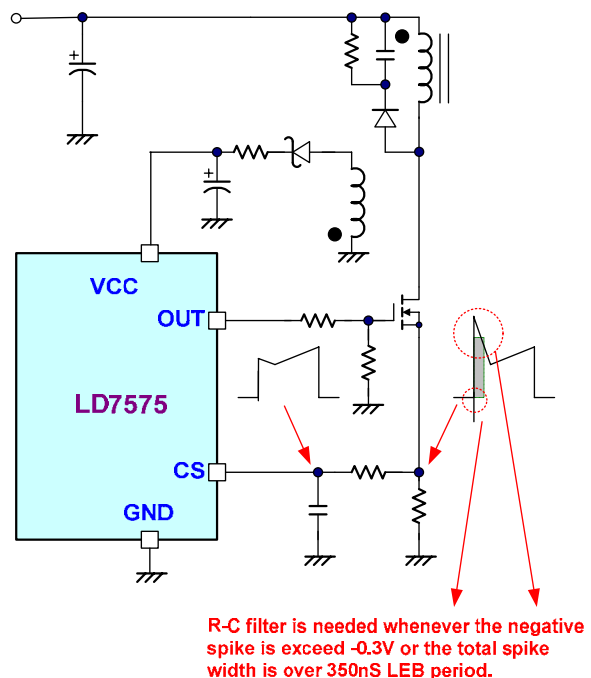 +
+
VCC
OUT
LD7575
CS
GND
R-C filter is needed whenever the negative
spike is exceed -0.3V or the total spike
width is over 350nS LEB period.